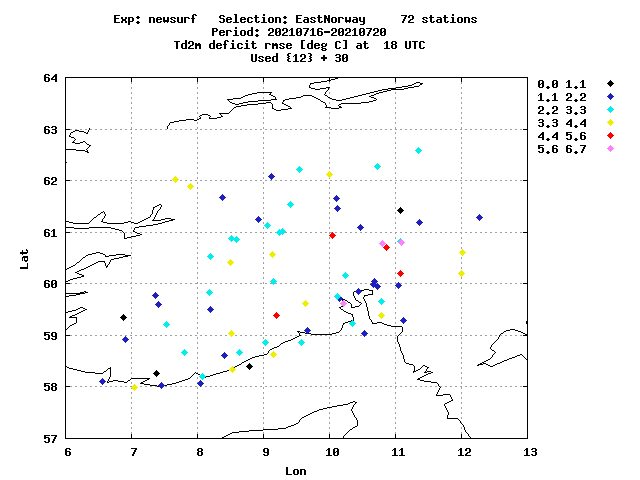 Exp: newsurf   Selection: EastNorway     72 stations
Period: 20210716-20210720
Td2m deficit rmse [deg C] at  18 UTC
Used {12} + 30
64
63
62
61
60
59
58
57
6 7 8 9 10 11 12 13
Lat
Lon
0.0 1.1
1.1 2.2
2.2 3.3
3.3 4.4
4.4 5.6
5.6 6.7